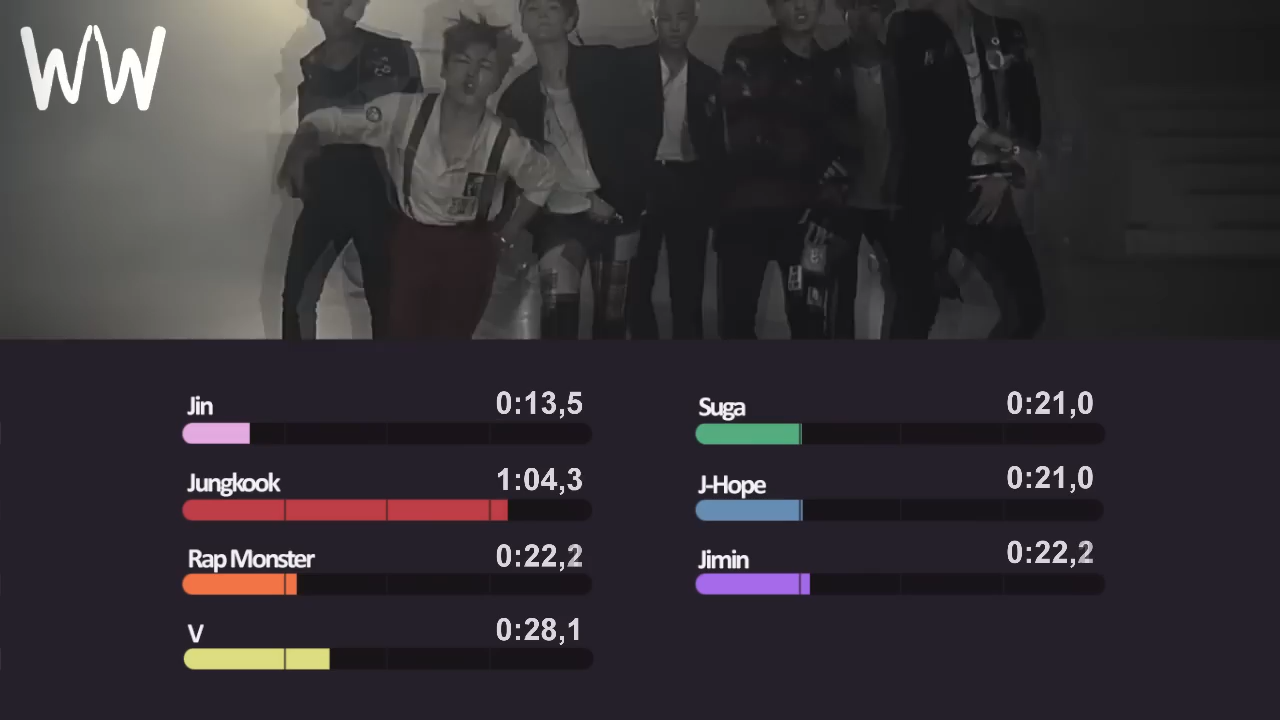 WW
Jin 0:13,5
Jungkook 1:04,3
Rap Monster 0:22,2
V 0:28,1
Suga 0:21,0
J-Hope 0:21,0
Jimin 0:22,2